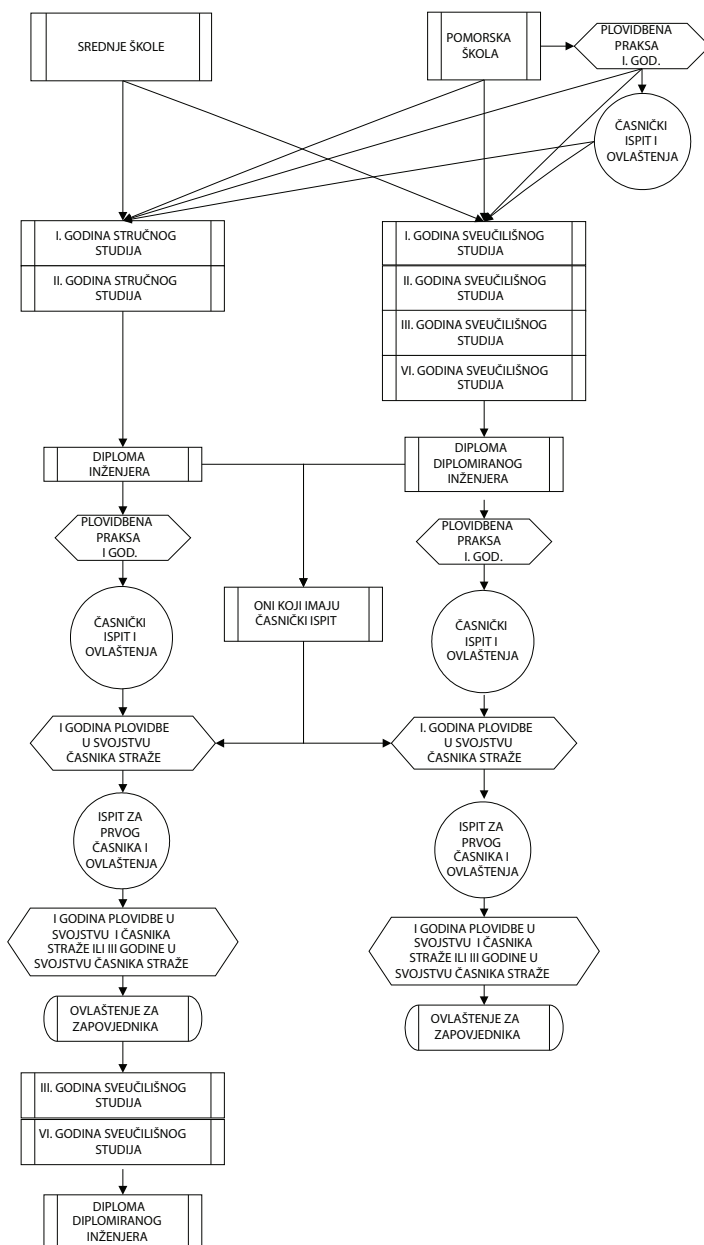 SREDNJE ŠKOLE
POMORSKA
ŠKOLA
PLOVIDBENA
PRAKSA
I. GOD.
ČASNIČKI
ISPIT I
OVLAŠTENJA
I. GODINA STRUČNOG
STUDIJA
II. GODINA STRUČNOG
STUDIJA
I. GODINA SVEUČILIŠNOG
STUDIJA
II. GODINA SVEUČILIŠNOG
STUDIJA
III. GODINA SVEUČILIŠNOG
STUDIJA
VI. GODINA SVEUČILIŠNOG
STUDIJA
DIPLOMA
INŽENJERA
DIPLOMA
DIPLOMIRANOG
INŽENJERA
PLOVIDBENA
PRAKSA
I GOD.
PLOVIDBENA
PRAKSA
I. GOD.
ČASNIČKI
ISPIT I
OVLAŠTENJA
ONI KOJI IMAJU
ČASNIČKI ISPIT
ČASNIČKI
ISPIT I
OVLAŠTENJA
I GODINA PLOVIDBE
U SVOJSTVU
ČASNIKA STRAŽE
I. GODINA PLOVIDBE
U SVOJSTVU
ČASNIKA STRAŽE
ISPIT ZA
PRVOG
ČASNIKA I
OVLAŠTENJA
ISPIT ZA
PRVOG
ČASNIKA I
OVLAŠTENJA
I GODINA PLOVIDBE U
SVOJSTVU I ČASNIKA
STRAŽE ILI III GODINE U
SVOJSTVU ČASNIKA STRAŽE
I GODINA PLOVIDBE U
SVOJSTVU I ČASNIKA
STRAŽE ILI III GODINE U
SVOJSTVU ČASNIKA STRAŽE
OVLAŠTENJE ZA
ZAPOVJEDNIKA
OVLAŠTENJE ZA
ZAPOVJEDNIKA
III. GODINA SVEUČILIŠNOG
STUDIJA
VI. GODINA SVEUČILIŠNOG
STUDIJA
DIPLOMA
DIPLOMIRANOG
INŽENJERA